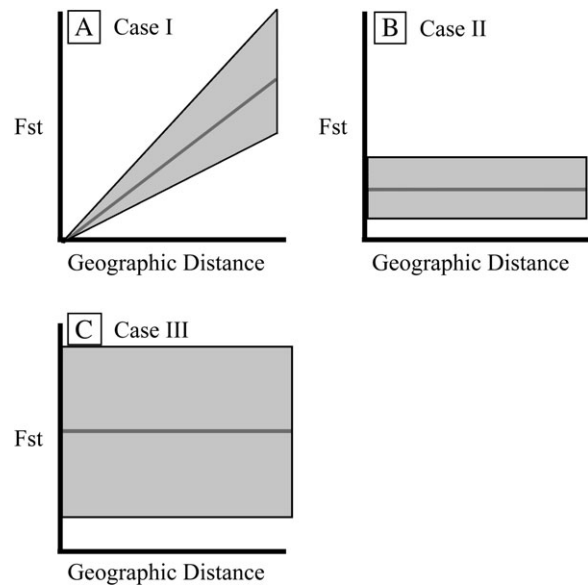 A Case I
B Case II
Fst
Fst
Geographic Distance
Geographic Distance
C Case III
Fst
Geographic Distance